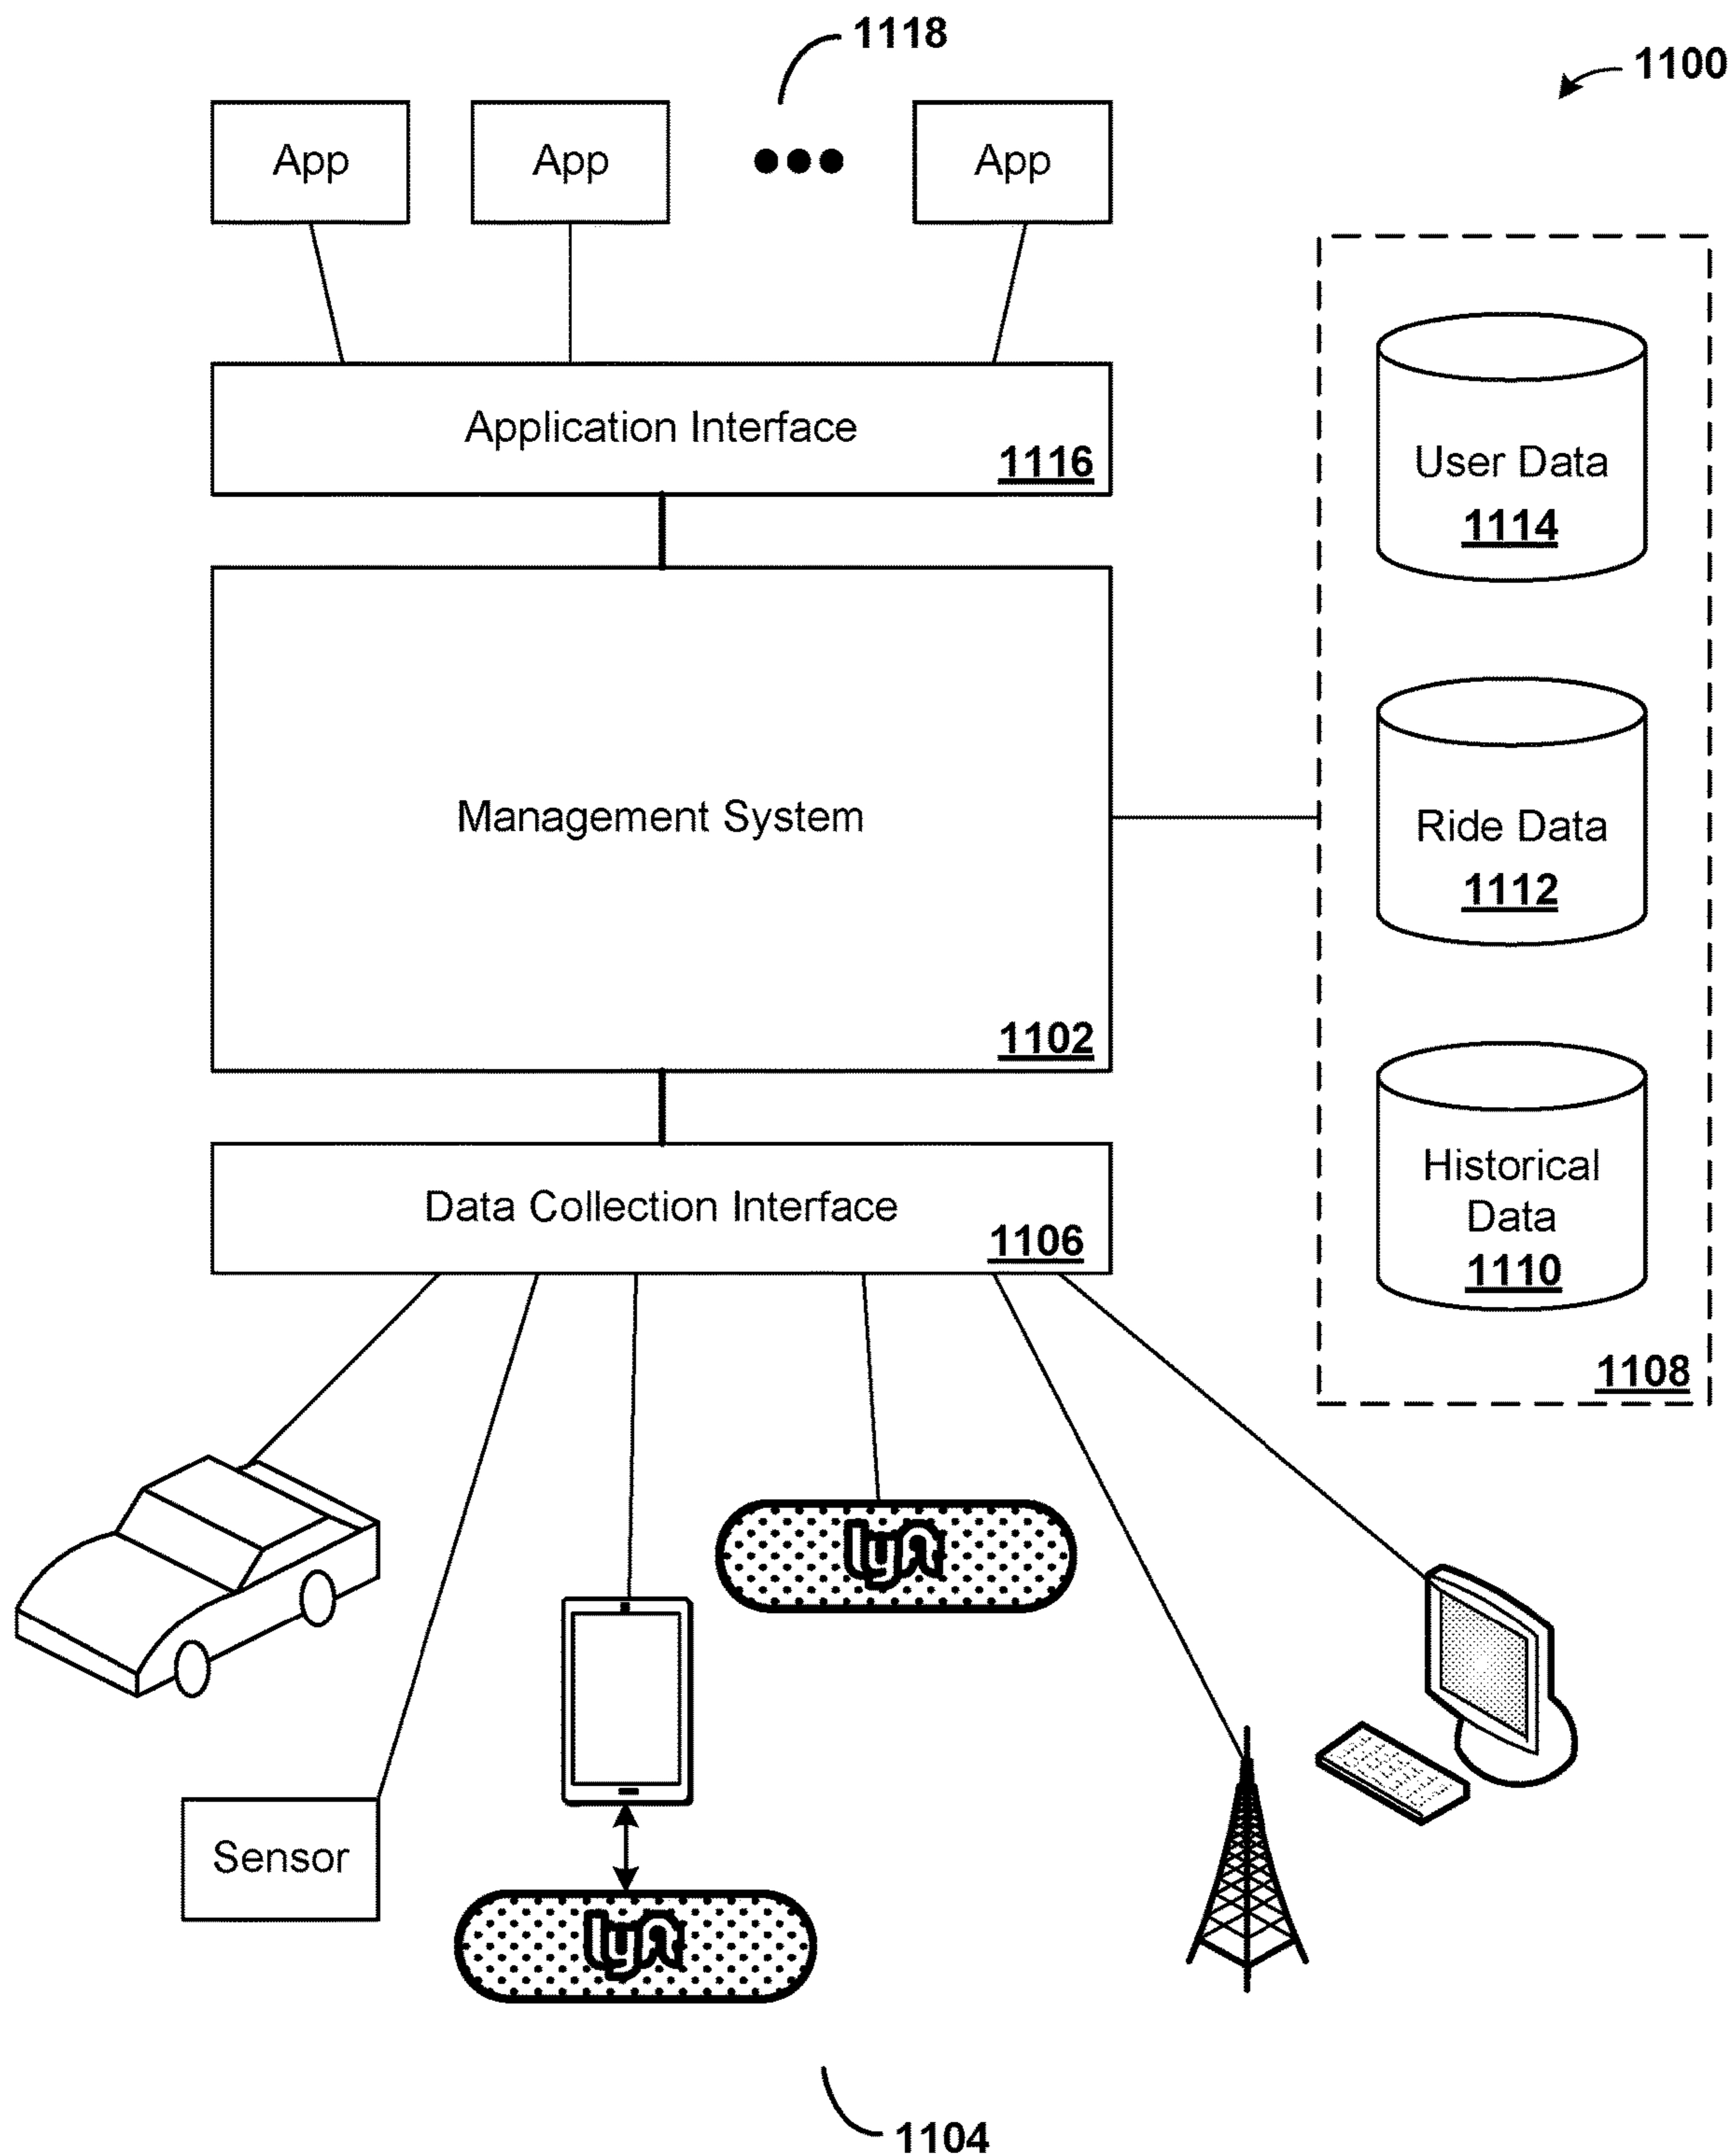 1118
1100
App
App
App
Application Interface
1116
User Data
1114
Management System
1102
Ride Data
1112
Data Collection Interface
1106
Historical
Data
1110
1108
lyft
lyft
Sensor
1104